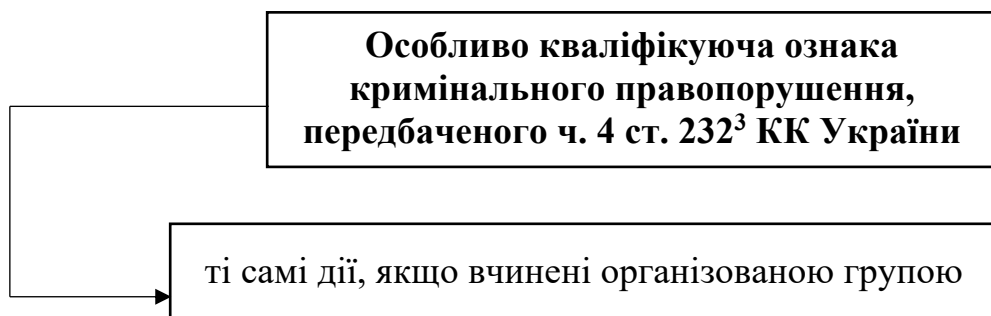 Особливо кваліфікуюча ознака
кримінального правопорушення,
передбаченого ч. 4 ст. 232³ КК України
ті самі дії, якщо вчинені організованою групою